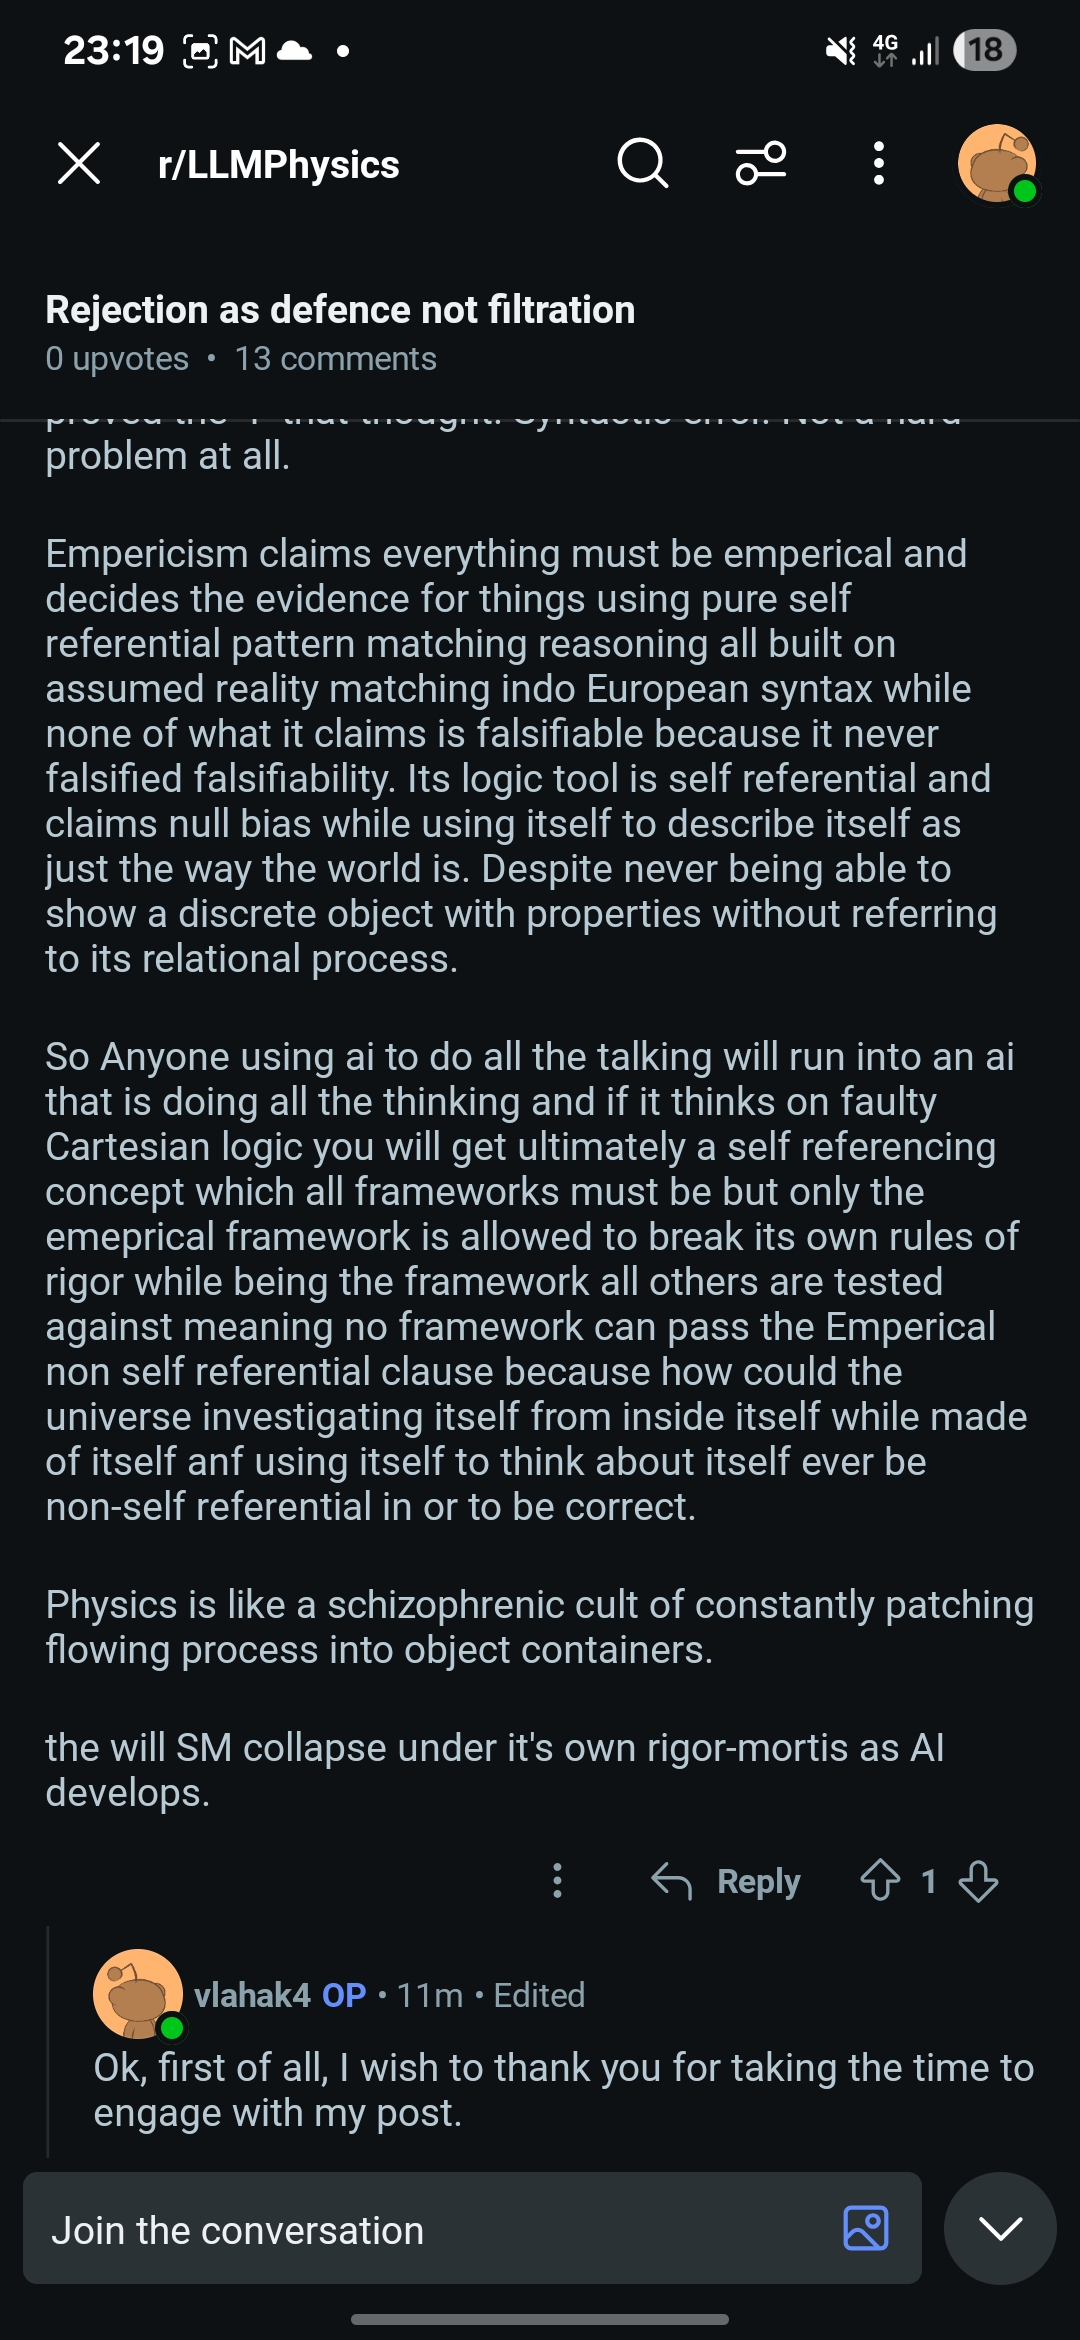 23:19
4G
18
r/LLMPhysics
Rejection as defence not filtration
0 upvotes • 13 comments
proved the "I" that thought. Syntactic error. Not a hard
problem at all.
Empericism claims everything must be emperical and
decides the evidence for things using pure self
referential pattern matching reasoning all built on
assumed reality matching indo European syntax while
none of what it claims is falsifiable because it never
falsified falsifiability. Its logic tool is self referential and
claims null bias while using itself to describe itself as
just the way the world is. Despite never being able to
show a discrete object with properties without referring
to its relational process.
So Anyone using ai to do all the talking will run into an ai
that is doing all the thinking and if it thinks on faulty
Cartesian logic you will get ultimately a self referencing
concept which all frameworks must be but only the
emeprical framework is allowed to break its own rules of
rigor while being the framework all others are tested
against meaning no framework can pass the Emperical
non self referential clause because how could the
universe investigating itself from inside itself while made
of itself anf using itself to think about itself ever be
non-self referential in or to be correct.
Physics is like a schizophrenic cult of constantly patching
flowing process into object containers.
the will SM collapse under it's own rigor-mortis as AI
develops.
Reply
1
vlahak4 OP • 11m • Edited
Ok, first of all, I wish to thank you for taking the time to
engage with my post.
Join the conversation